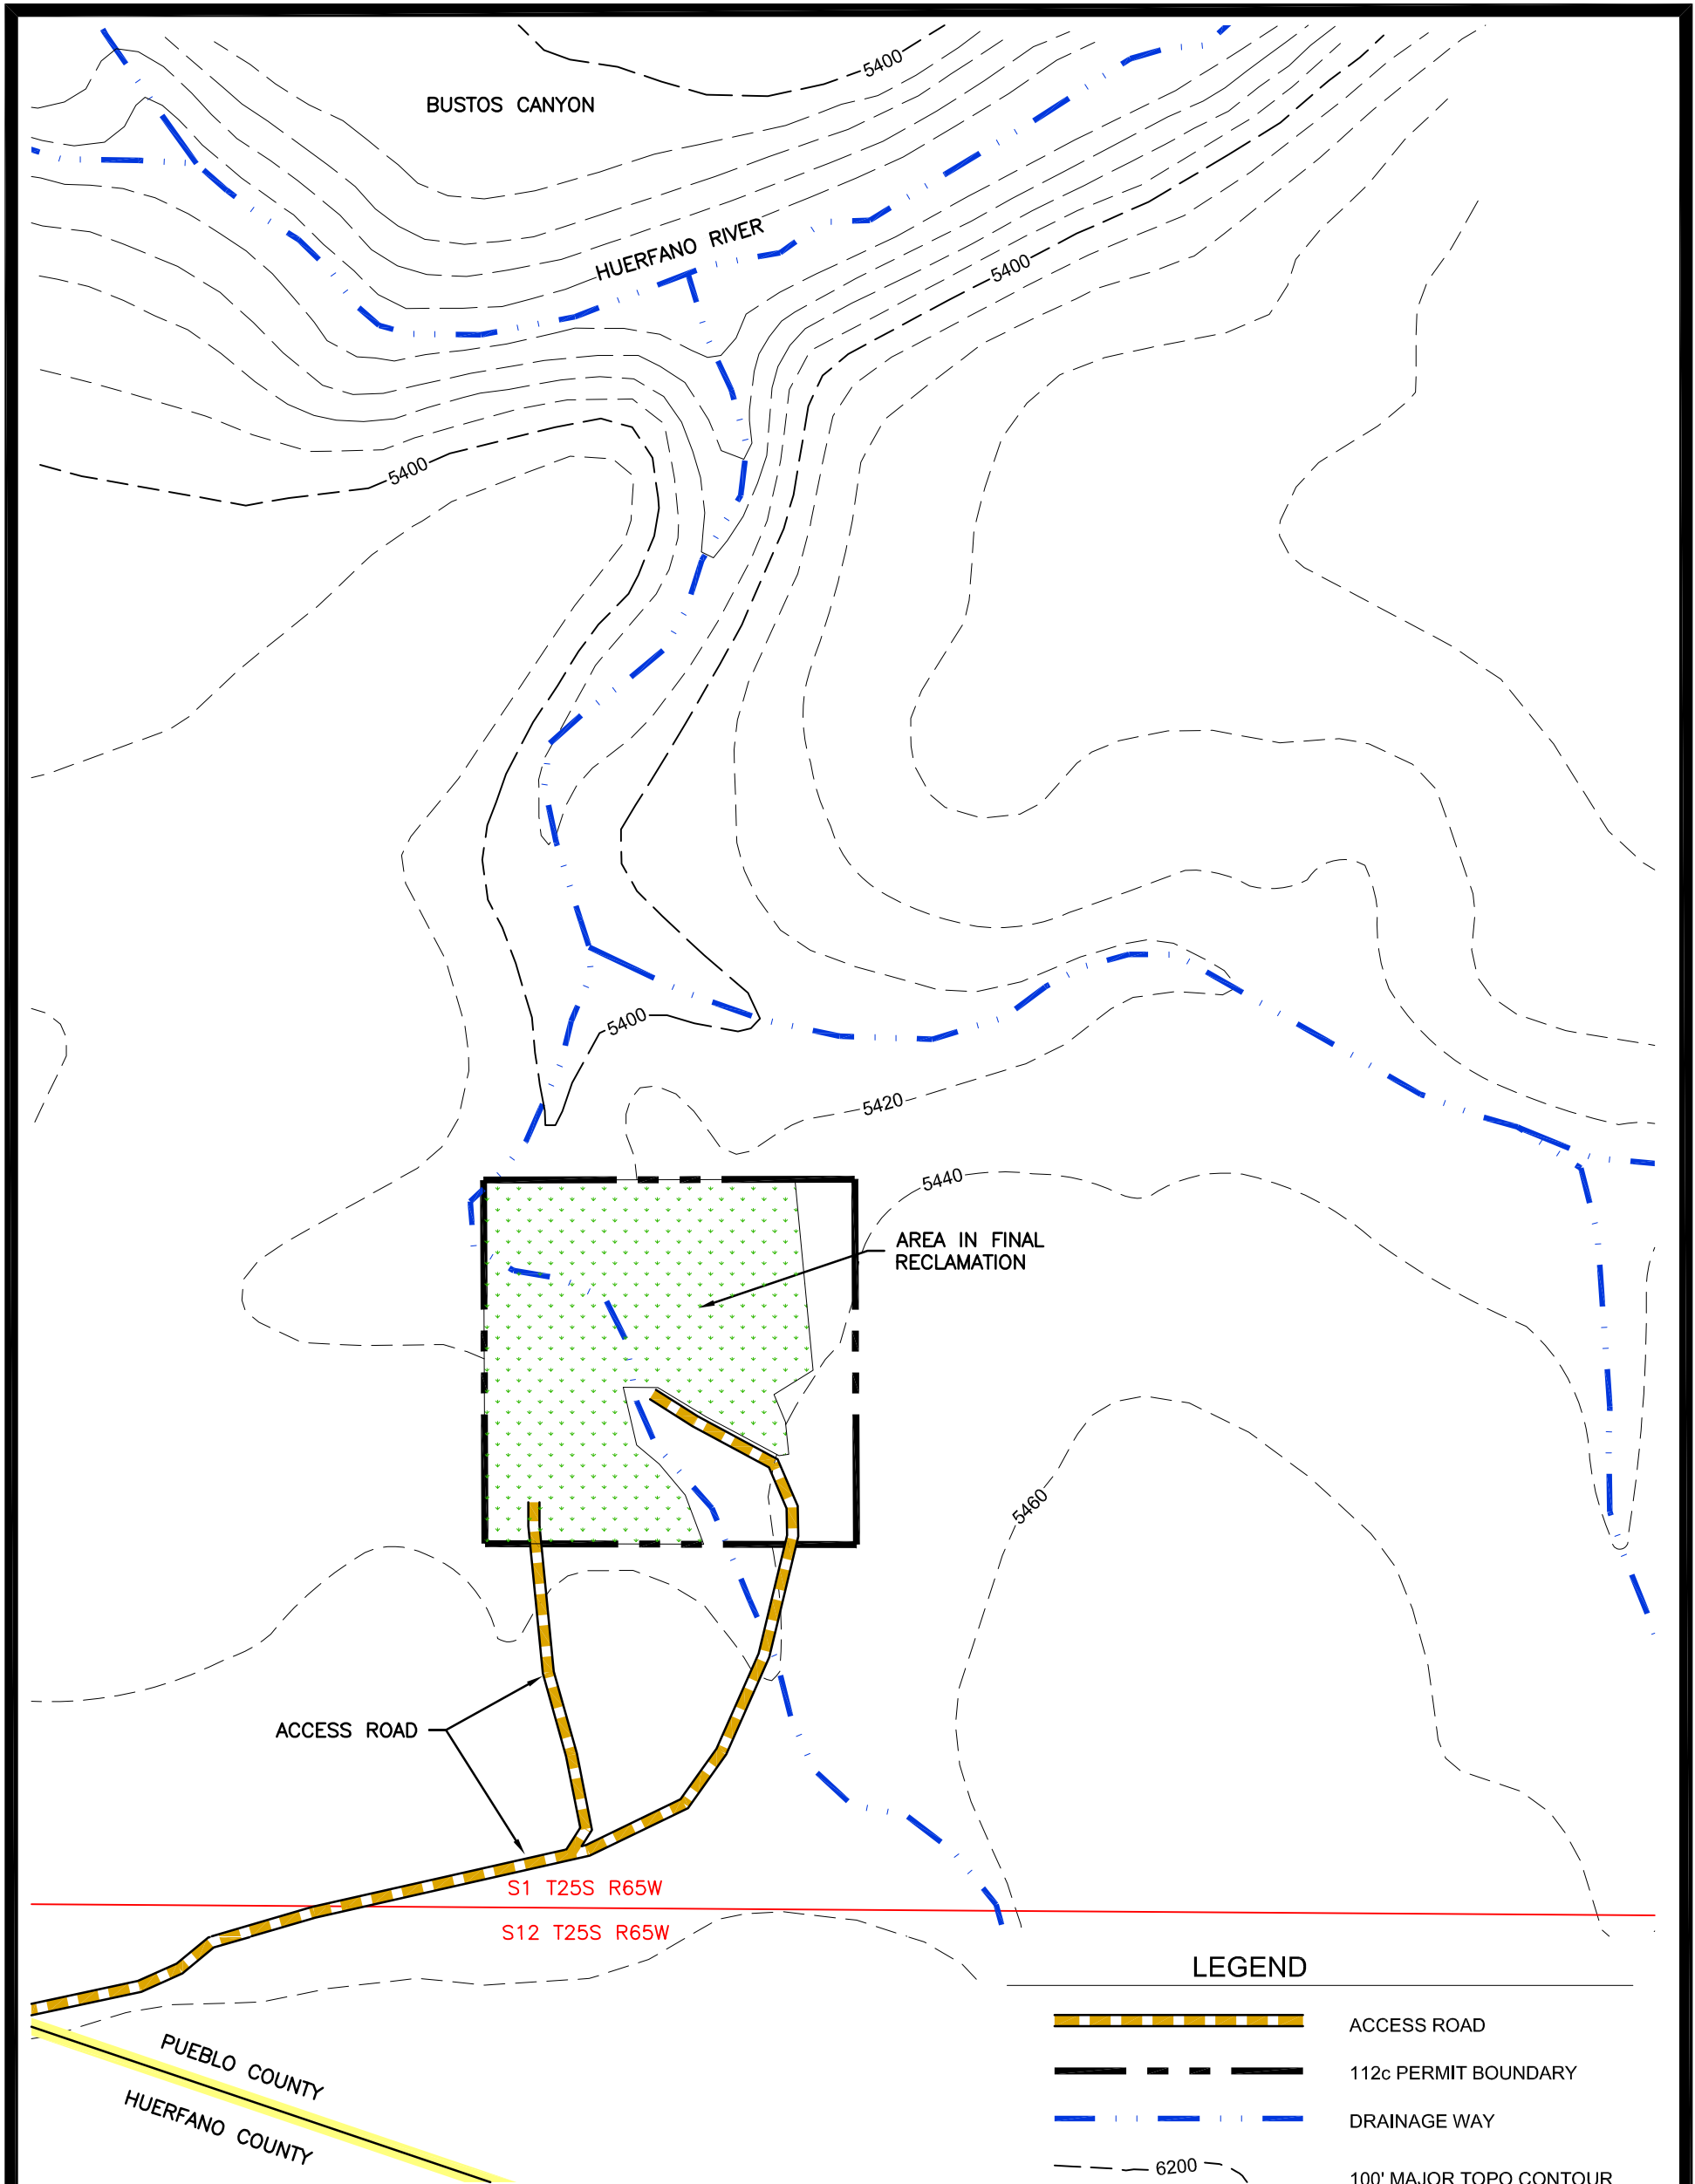 5400
BUSTOS CANYON
HUERFANO RIVER
5400
5400
5400
5420
5440
AREA IN FINAL
RECLAMATION
5460
ACCESS ROAD
S1 T25S R65W
S12 T25S R65W
PUEBLO COUNTY
HUERFANO COUNTY
LEGEND
ACCESS ROAD
112c PERMIT BOUNDARY
DRAINAGE WAY
6200
100' MAJOR TOPO CONTOUR